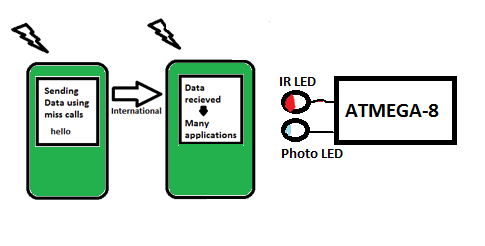 Sending
Data using
miss calls
hello
International
Data
recieved
Many
applications
IR LED
ATMEGA-8
Photo LED